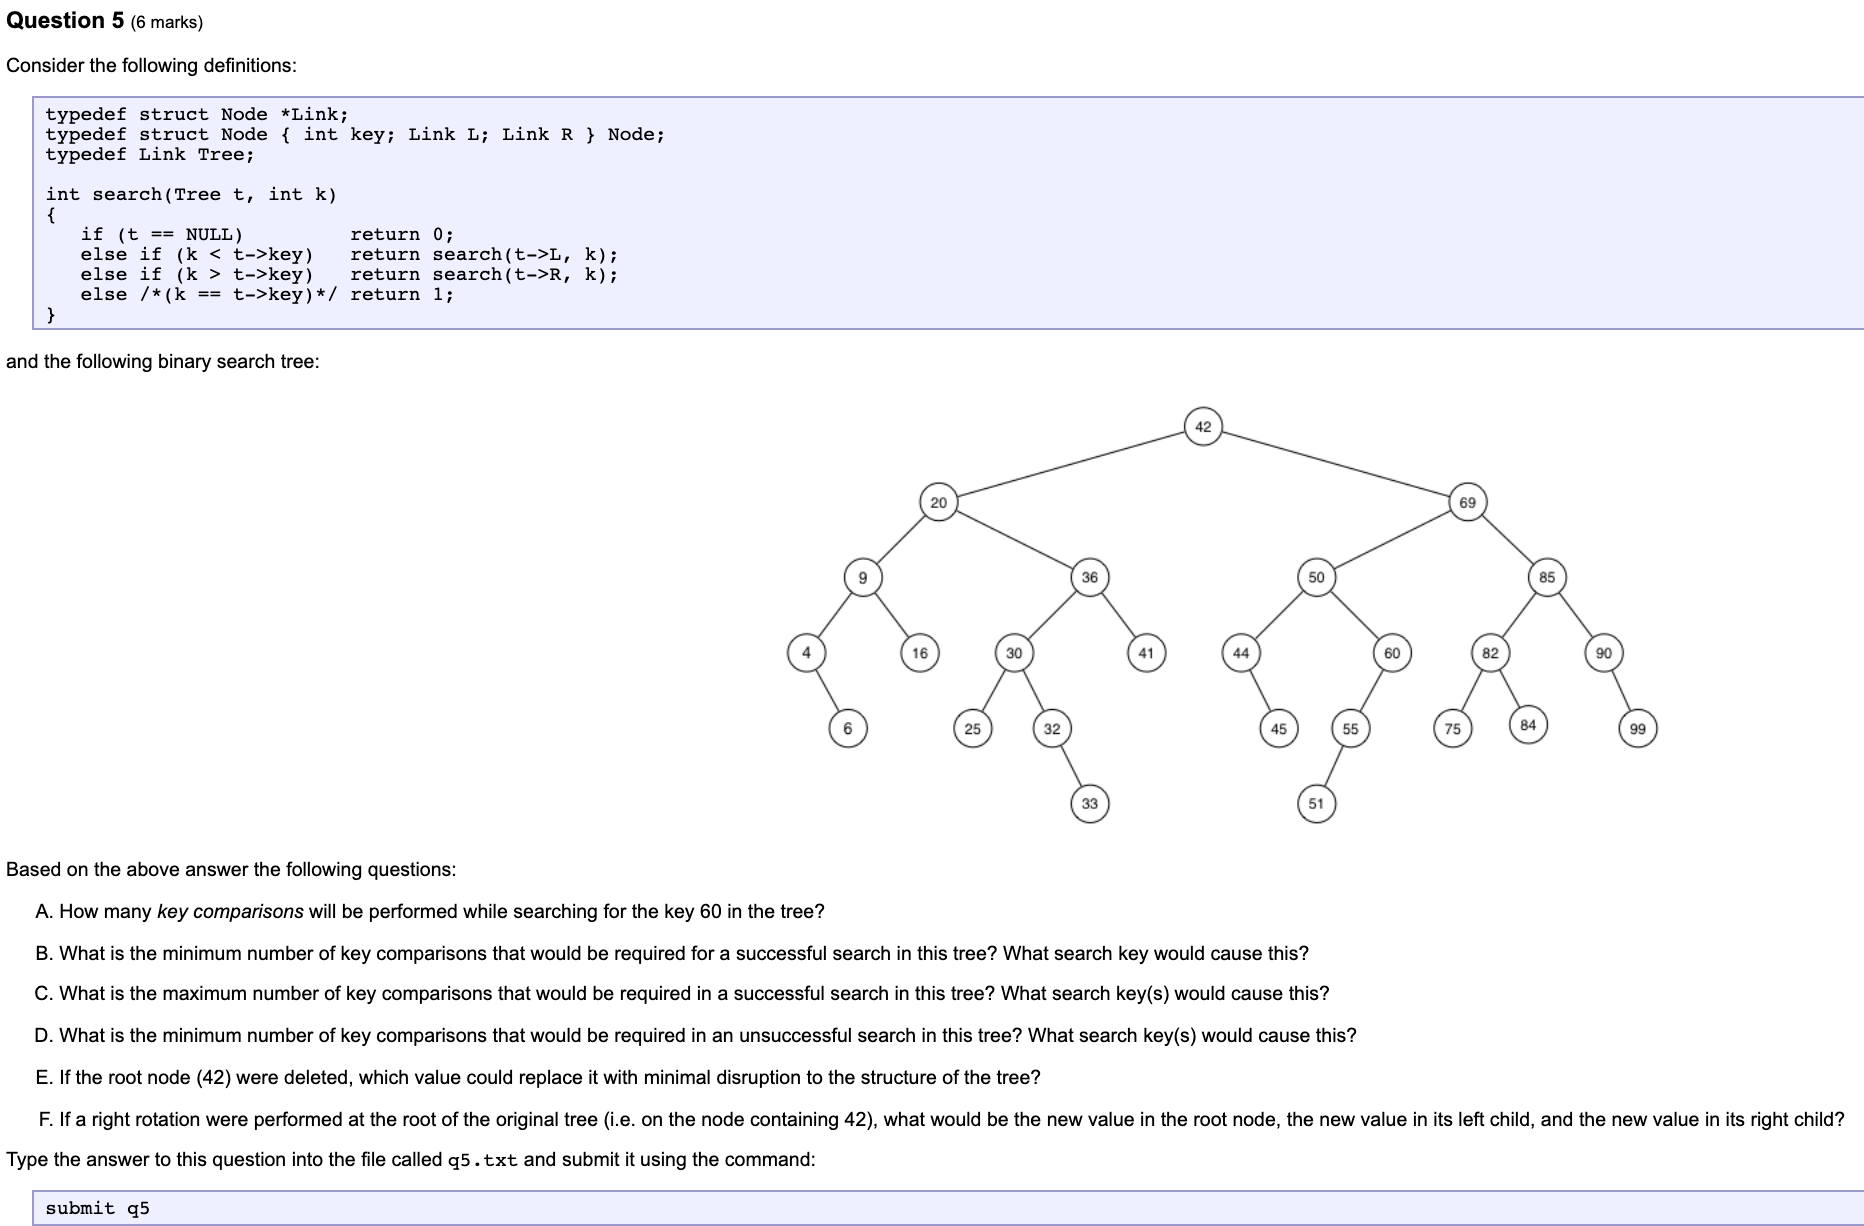 Question 5 (6 marks)
Consider the following definitions:
typedef struct Node *Link;
typedef struct Node { int key; Link L; Link R } Node;
typedef Link Tree;
int search(Tree t, int k)
{
   if (t == NULL)         return 0;
   else if (k < t->key)   return search(t->L, k);
   else if (k > t->key)   return search(t->R, k);
   else /*(k == t->key)*/ return 1;
}
and the following binary search tree:
42
20 69
9 36 50 85
4 16 30 41 44 60 82 90
6 25 32 45 55 75 84 99
33 51
Based on the above answer the following questions:
A. How many key comparisons will be performed while searching for the key 60 in the tree?
B. What is the minimum number of key comparisons that would be required for a successful search in this tree? What search key would cause this?
C. What is the maximum number of key comparisons that would be required in a successful search in this tree? What search key(s) would cause this?
D. What is the minimum number of key comparisons that would be required in an unsuccessful search in this tree? What search key(s) would cause this?
E. If the root node (42) were deleted, which value could replace it with minimal disruption to the structure of the tree?
F. If a right rotation were performed at the root of the original tree (i.e. on the node containing 42), what would be the new value in the root node, the new value in its left child, and the new value in its right child?
Type the answer to this question into the file called q5.txt and submit it using the command:
submit q5